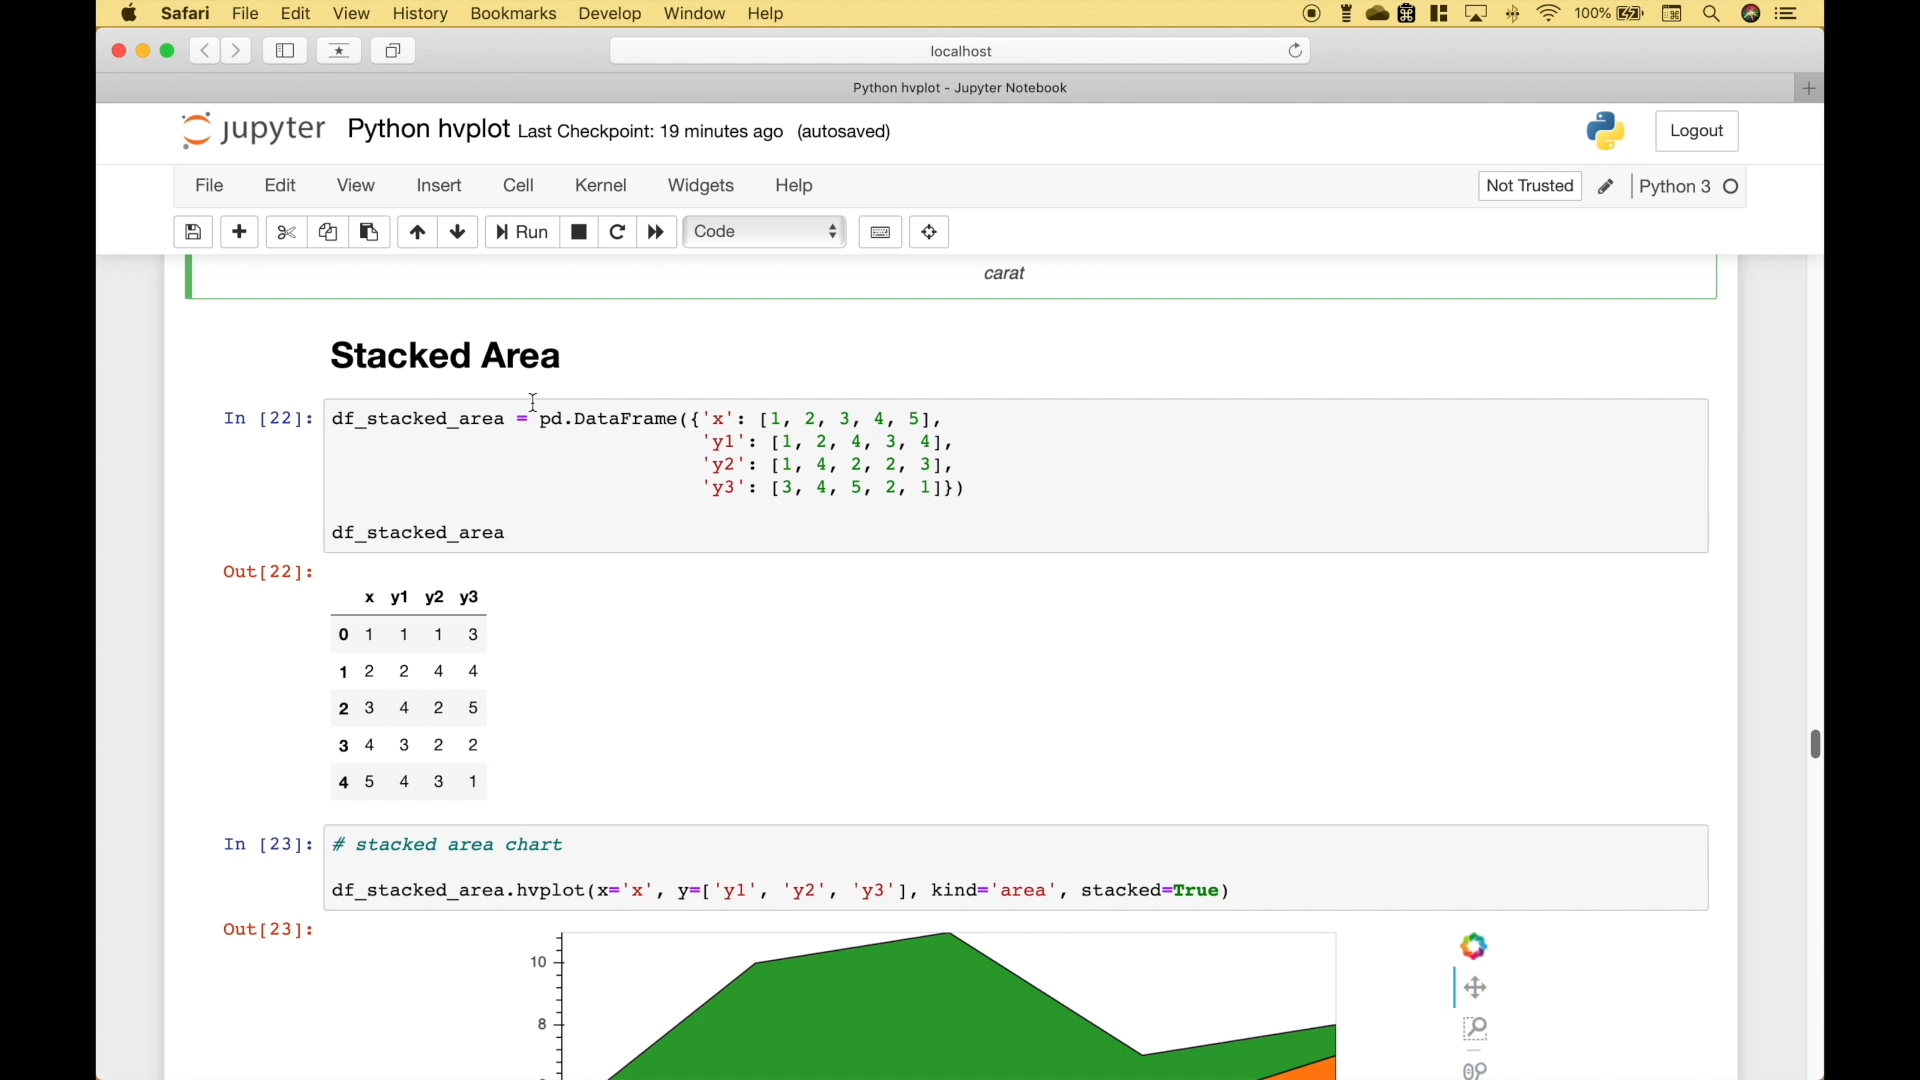 Safari File Edit View History Bookmarks Develop Window Help 100%
localhost
Python hvplot - Jupyter Notebook
jupyter Python hvplot Last Checkpoint: 19 minutes ago (autosaved) Logout
File Edit View Insert Cell Kernel Widgets Help Not Trusted Python 3
Run Code
carat
Stacked Area
In [22]: df_stacked_area = pd.DataFrame({'x': [1, 2, 3, 4, 5],
'y1': [1, 2, 4, 3, 4],
'y2': [1, 4, 2, 2, 3],
'y3': [3, 4, 5, 2, 1]})
df_stacked_area
Out[22]:
x y1 y2 y3
0 1 1 1 3
1 2 2 4 4
2 3 4 2 5
3 4 3 2 2
4 5 4 3 1
In [23]: # stacked area chart
df_stacked_area.hvplot(x='x', y=['y1', 'y2', 'y3'], kind='area', stacked=True)
Out[23]:
10
8